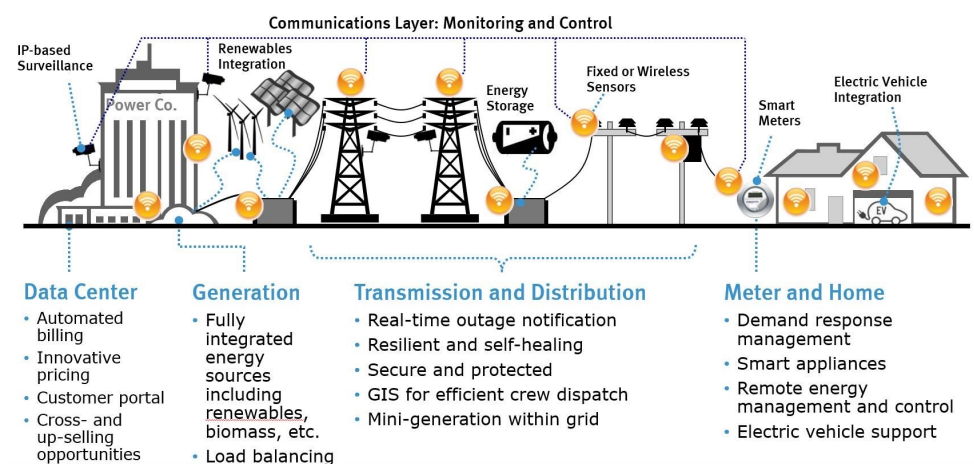 Communications Layer: Monitoring and Control
IP-based
Surveillance
Renewables
Integration
Power Co.
Energy
Storage
Fixed or Wireless
Sensors
Smart
Meters
Electric Vehicle
Integration
EV
Data Center
• Automated
billing
• Innovative
pricing
• Customer portal
• Cross- and
up-selling
opportunities
Generation
• Fully
integrated
energy
sources
including
renewables,
biomass, etc.
• Load balancing
Transmission and Distribution
• Real-time outage notification
• Resilient and self-healing
• Secure and protected
• GIS for efficient crew dispatch
• Mini-generation within grid
Meter and Home
• Demand response
management
• Smart appliances
• Remote energy
management and control
• Electric vehicle support